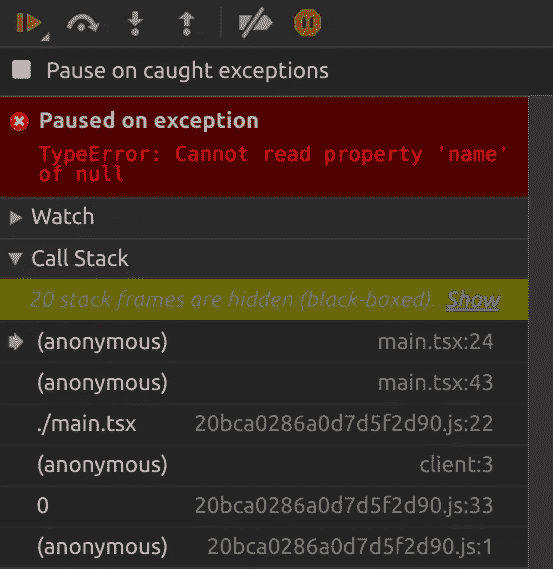 Pause on caught exceptions
Paused on exception
TypeError: Cannot read property 'name'
of null
Watch
Call Stack
20 stack frames are hidden (black-boxed). Show
(anonymous) main.tsx:24
(anonymous) main.tsx:43
./main.tsx 20bca0286a0d7d5f2d90.js:22
(anonymous) client:3
0 20bca0286a0d7d5f2d90.js:33
(anonymous) 20bca0286a0d7d5f2d90.js:1